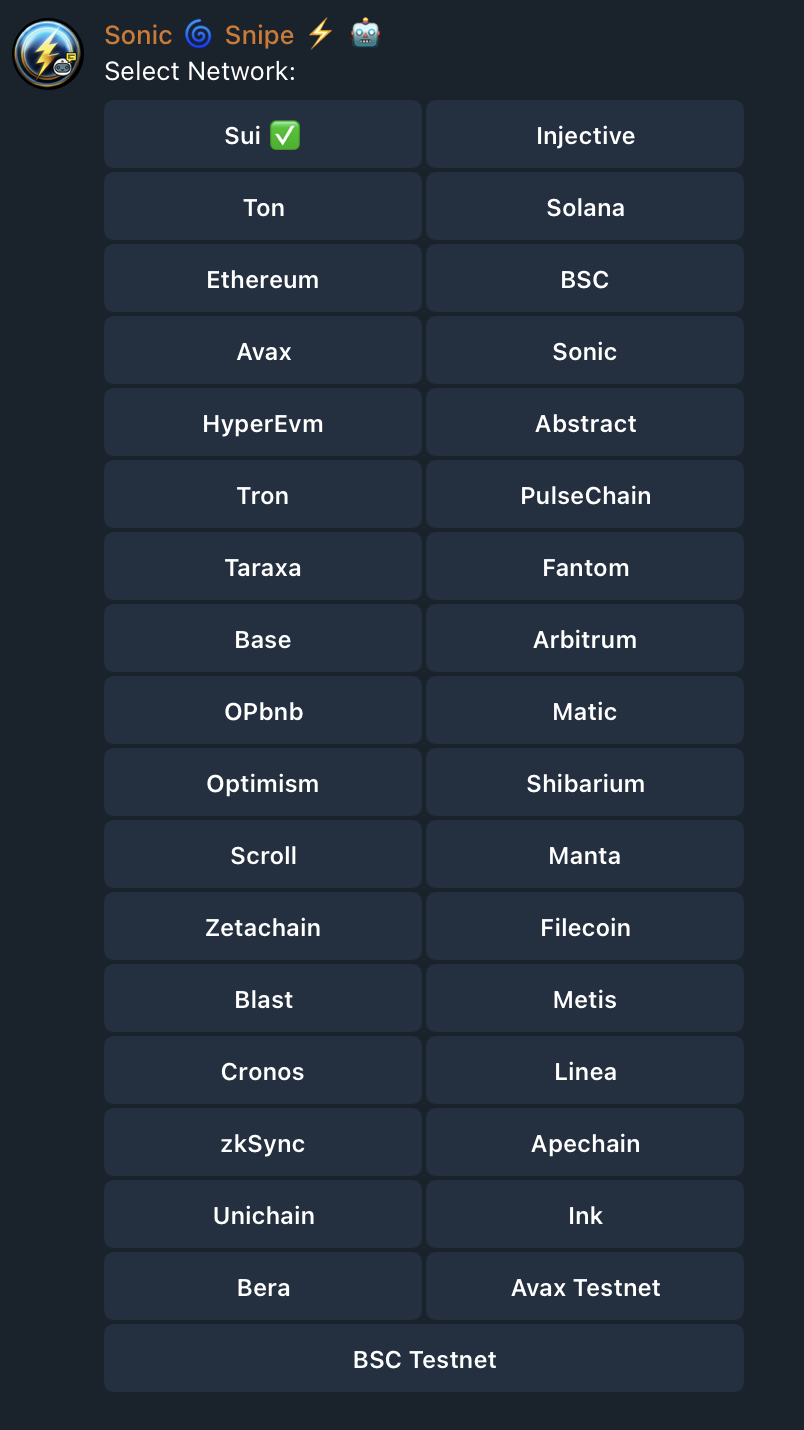 Sonic 🌀 Snipe ⚡ 🤖
Select Network:
Sui ✅ Injective
Ton Solana
Ethereum BSC
Avax Sonic
HyperEvm Abstract
Tron PulseChain
Taraxa Fantom
Base Arbitrum
OPbnb Matic
Optimism Shibarium
Scroll Manta
Zetachain Filecoin
Blast Metis
Cronos Linea
zkSync Apechain
Unichain Ink
Bera Avax Testnet
BSC Testnet